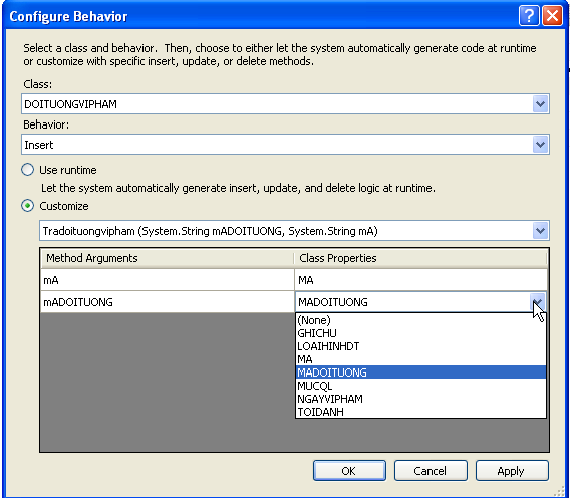 Configure Behavior
Select a class and behavior. Then, choose to either let the system automatically generate code at runtime
or customize with specific insert, update, or delete methods.
Class:
DOITUONGVIPHAM
Behavior:
Insert
Use runtime
Let the system automatically generate insert, update, and delete logic at runtime.
Customize
Tradoituongvipham (System.String mADOITUONG, System.String mA)
Method Arguments Class Properties
mA MA
mADOITUONG MADOITUONG
(None)
GHICHU
LOAIHINHDT
MA
MADOITUONG
MUCQL
NGAYVIPHAM
TOIDANH
OK Cancel Apply